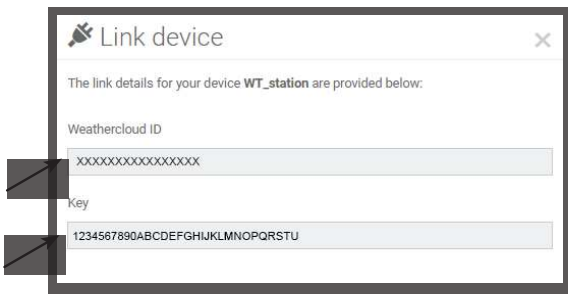 Link device
The link details for your device WT_station are provided below:
Weathercloud ID
XXXXXXXXXXXXXXXX
Key
1234567890ABCDEFGHIJKLMNOPQRSTU